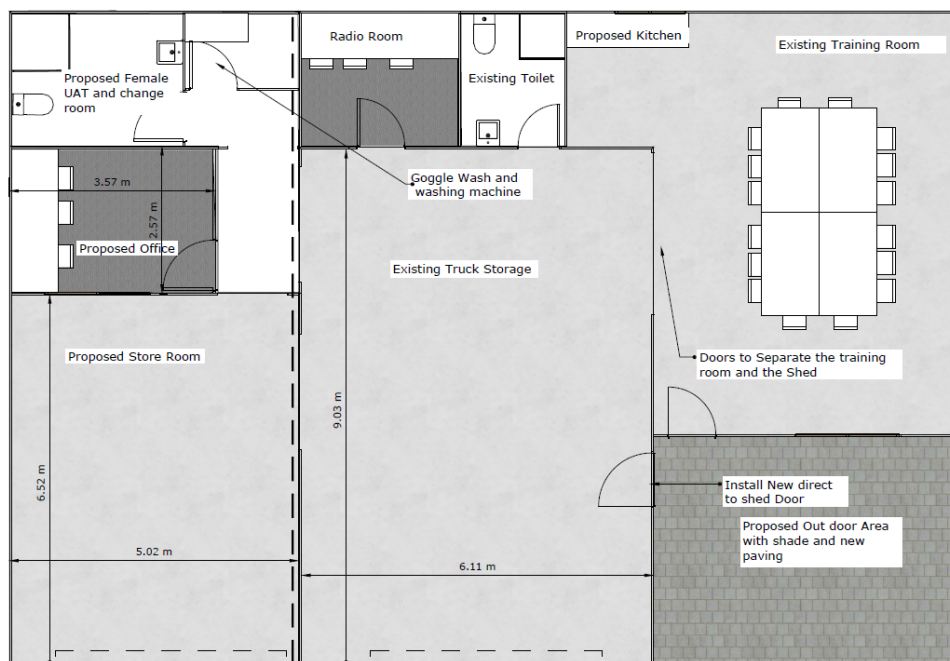 Radio Room
Proposed Kitchen
Existing Training Room
Proposed Female
UAT and change
room
Existing Toilet
Goggle Wash and
washing machine
3.57 m
2.57 m
Proposed Office
Existing Truck Storage
Proposed Store Room
Doors to Separate the training
room and the Shed
9.03 m
6.52 m
Install New direct
to shed Door
Proposed Out door Area
with shade and new
paving
5.02 m
6.11 m